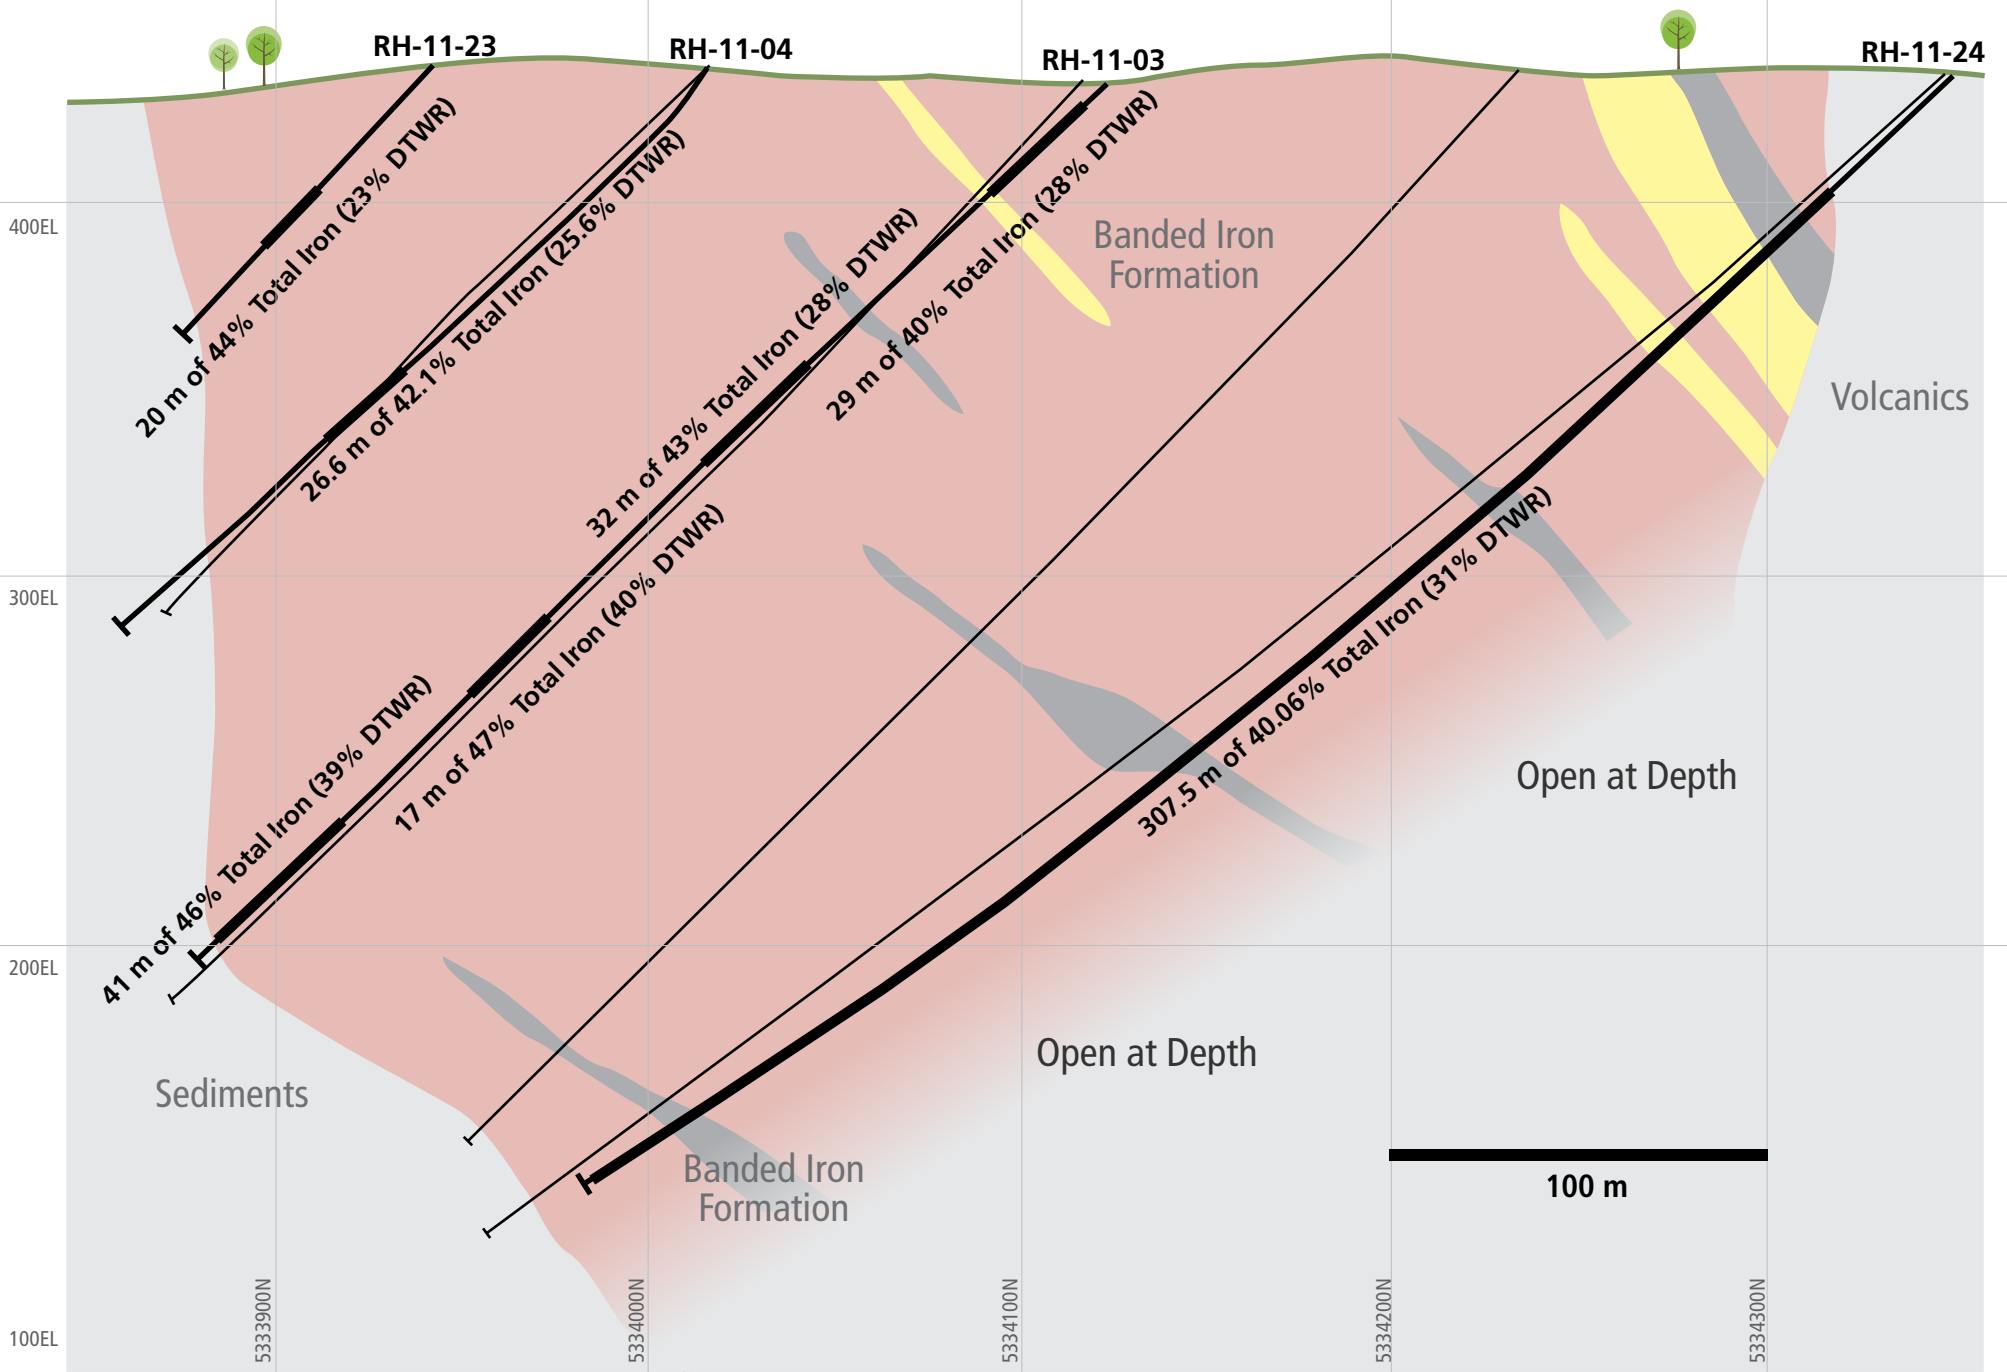 RH-11-23
RH-11-04
RH-11-03
RH-11-24
20 m of 44% Total Iron (23% DTWR)
26.6 m of 42.1% Total Iron (25.6% DTWR)
32 m of 43% Total Iron (28% DTWR)
29 m of 40% Total Iron (28% DTWR)
17 m of 47% Total Iron (40% DTWR)
41 m of 46% Total Iron (39% DTWR)
307.5 m of 40.06% Total Iron (31% DTWR)
Banded Iron
Formation
Volcanics
Open at Depth
Open at Depth
Sediments
Banded Iron
Formation
100 m
400EL
300EL
200EL
100EL
5333900N
5334000N
5334100N
5334200N
5334300N